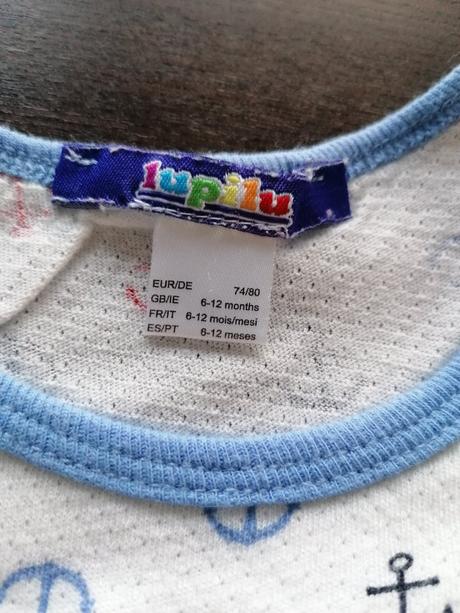 lupilu
EUR/DE 74/80
GB/IE 6-12 months
FR/IT 6-12 mois/mesi
ES/PT 6-12 meses